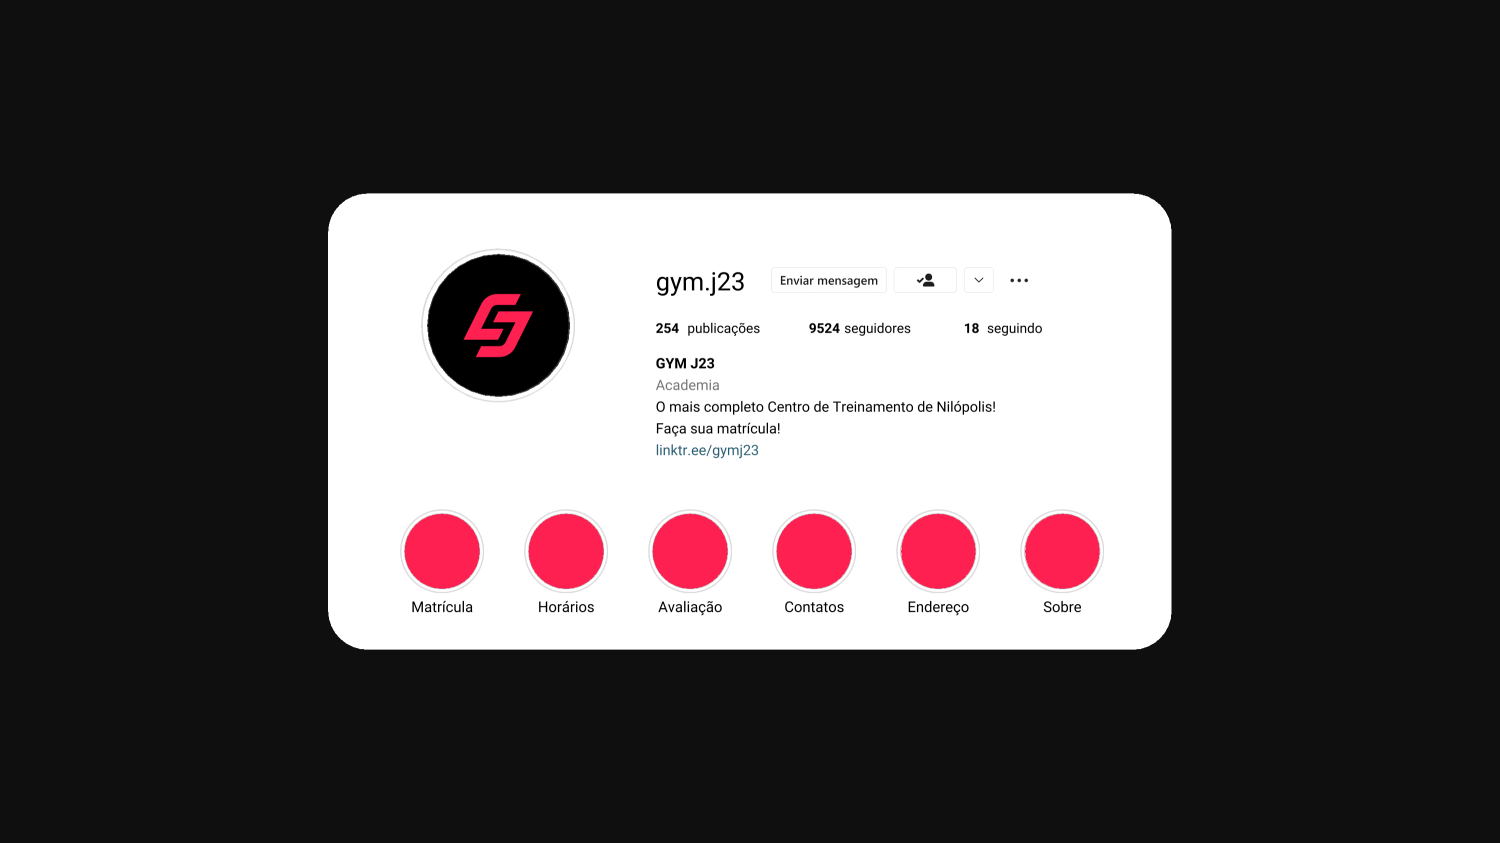 gym.j23 Enviar mensagem
254 publicações 9524 seguidores 18 seguindo
GYM J23
Academia
O mais completo Centro de Treinamento de Nilópolis!
Faça sua matrícula!
linktr.ee/gymj23
Matrícula Horários Avaliação Contatos Endereço Sobre